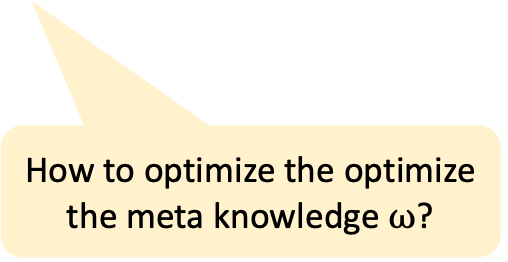 How to optimize the optimize
the meta knowledge ω?